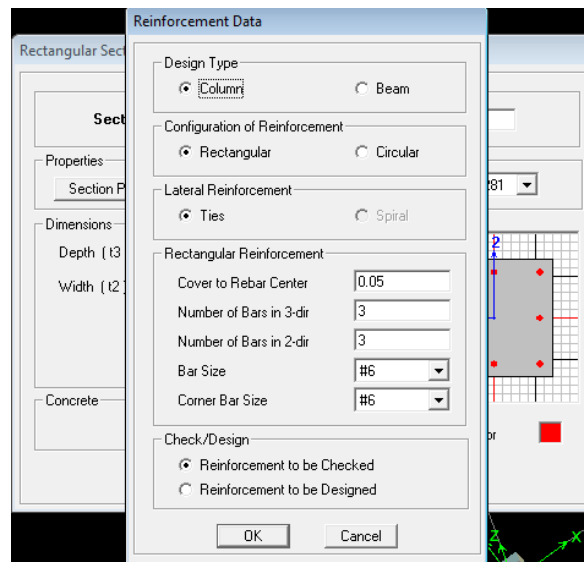 Reinforcement Data
Rectangular Sect
Design Type
Column
Beam
Sect
Configuration of Reinforcement
Rectangular
Circular
Properties
Section P
281
Lateral Reinforcement
Ties
Spiral
Dimensions
Depth ( t3
Width ( t2 )
2
Rectangular Reinforcement
Cover to Rebar Center
0.05
Number of Bars in 3-dir
3
Number of Bars in 2-dir
3
Bar Size
#6
Corner Bar Size
#6
Concrete
or
Check/Design
Reinforcement to be Checked
Reinforcement to be Designed
OK
Cancel
Z
X